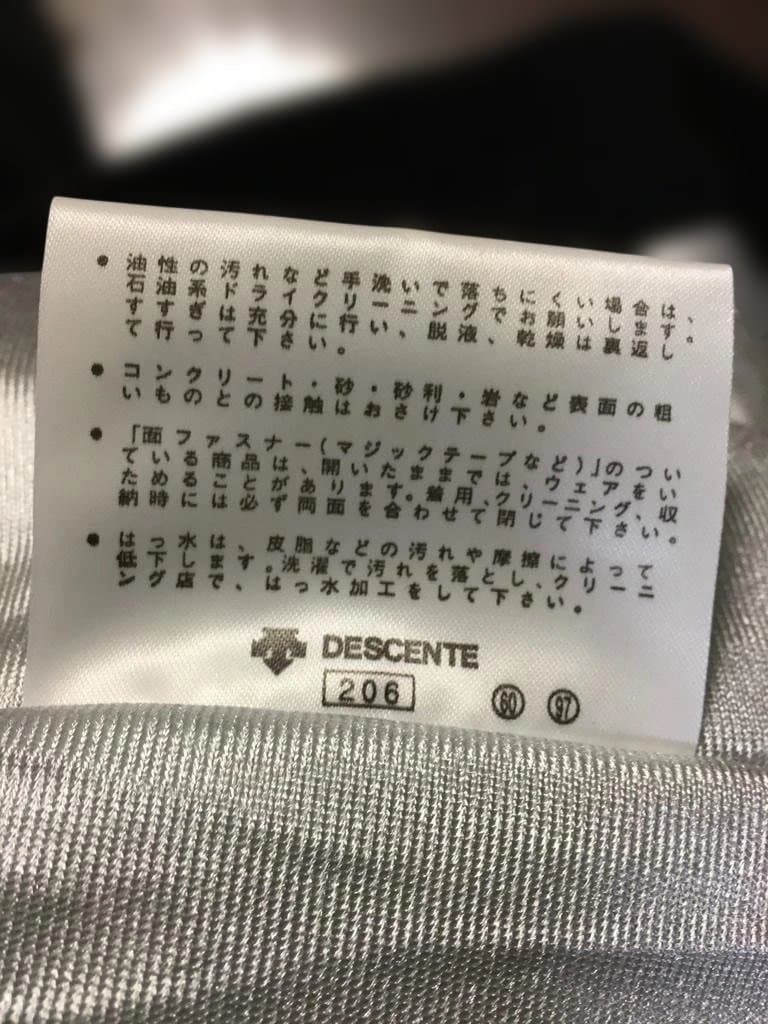 ● 油性の汚れなど手洗いで落ちにくい場合は、
石油系ドライクリーニングでお願いします。
すすぎは充分に行い、脱液、乾燥は裏返し
て行って下さい。
● コンクリート・砂・砂利・岩など表面の粗
いものとの接触はおさけ下さい。
● 「面ファスナー(マジックテープなど)」のつい
ている商品は、開いたままでは、ウェアをい
ためることがあります。着用、クリーニング、収
納時には必ず両面を合わせて閉じて下さい。
● はっ水は、皮脂などの汚れや摩擦によって
低下します。洗濯で汚れを落とし、クリーニ
ング店で、はっ水加工をして下さい。
DESCENTE
206 60 97